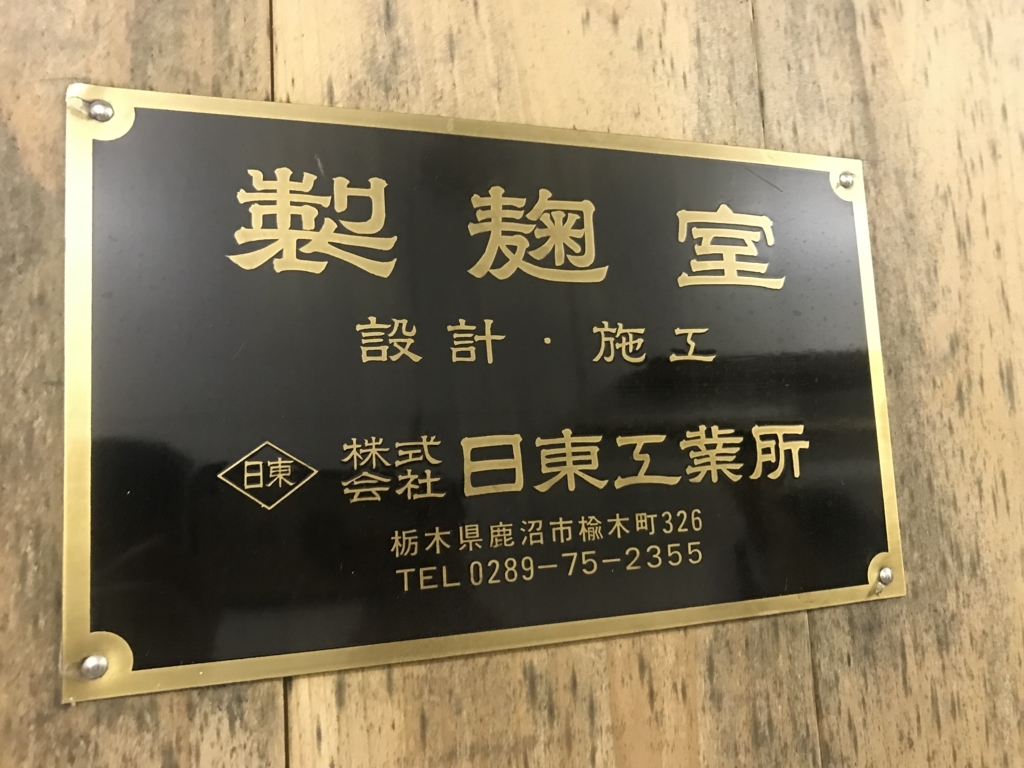 製麹室
設計・施工
日東 株式会社 日東工業所
栃木県鹿沼市楡木町326
TEL 0289-75-2355